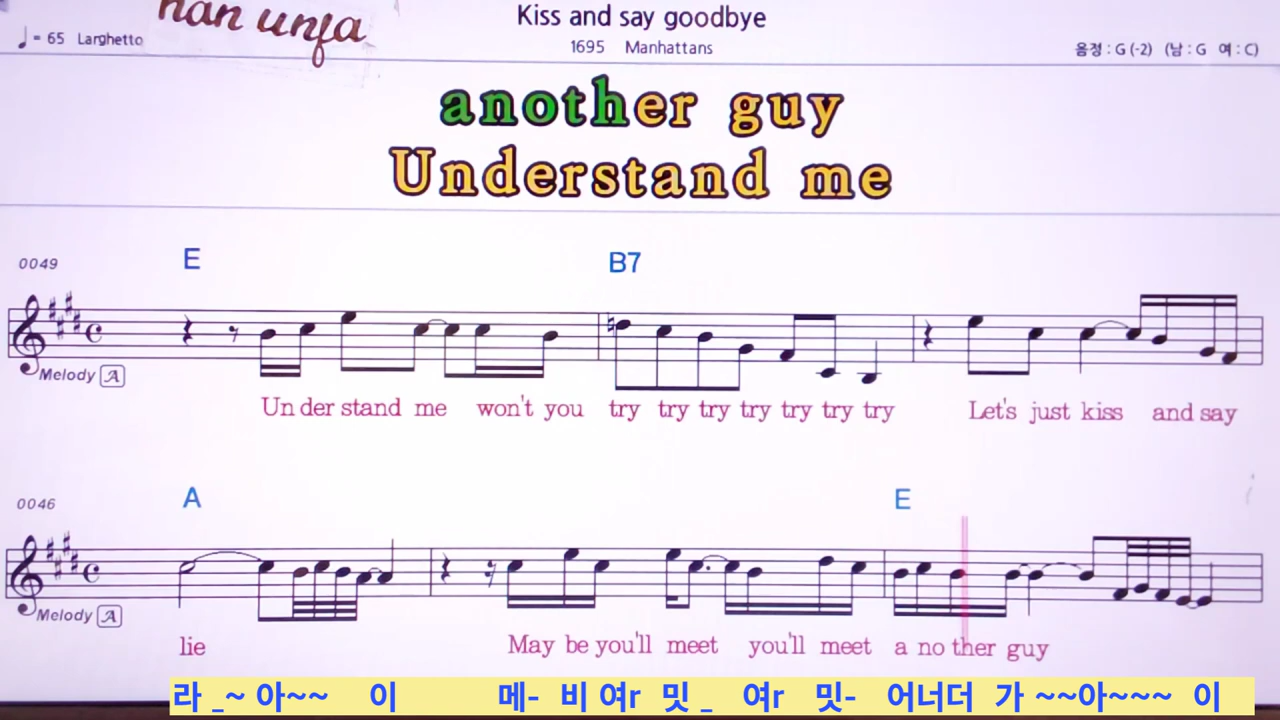 han unja
Kiss and say goodbye
♩= 65 Larghetto
1695 Manhattans
음정 : G (-2) (남 : G 여 : C)
another guy
Understand me
0049
E B7
Melody A
Un der stand me won't you try try try try try try try Let's just kiss and say
0046
A E
Melody A
lie May be you'll meet you'll meet a no ther guy
라 _~ 아~~ 이 메- 비 여r 밋 _ 여r 밋- 어너더 가 ~~아~~~ 이